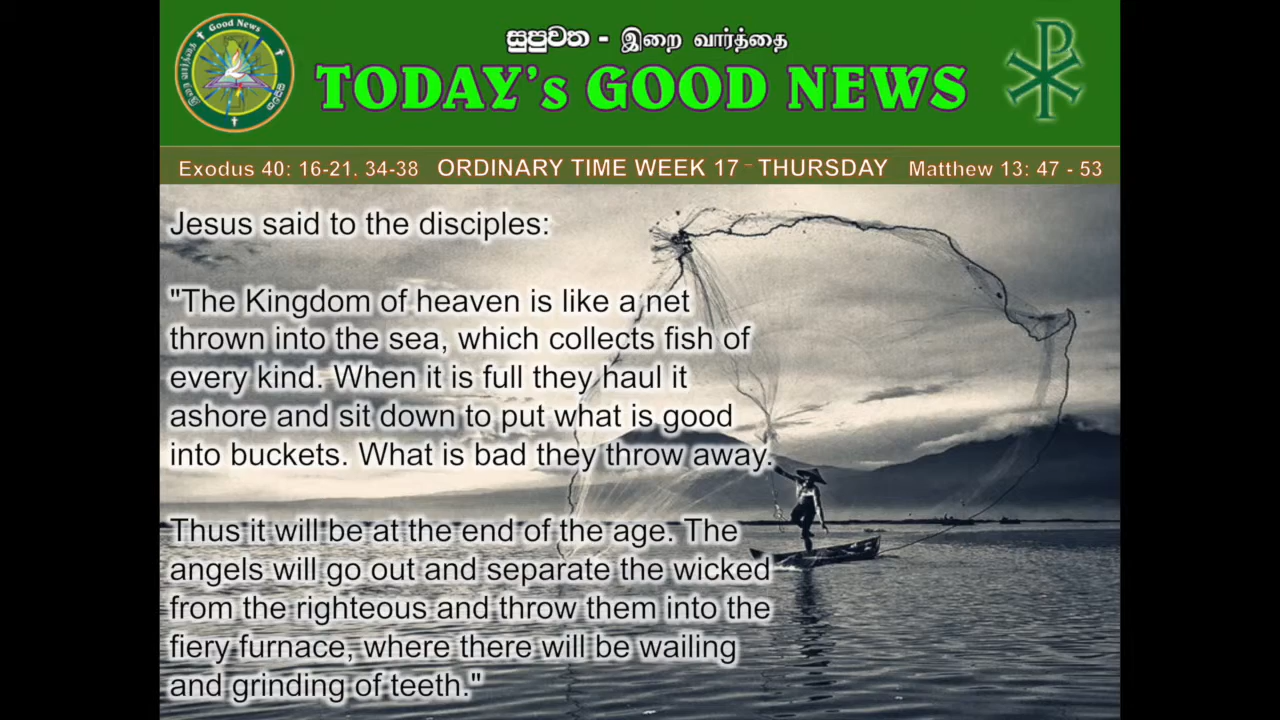 Good News
සුපුවත - இறை வார்த்தை
TODAY's GOOD NEWS
Exodus 40: 16-21, 34-38 ORDINARY TIME WEEK 17 - THURSDAY Matthew 13: 47 - 53
Jesus said to the disciples:
"The Kingdom of heaven is like a net
thrown into the sea, which collects fish of
every kind. When it is full they haul it
ashore and sit down to put what is good
into buckets. What is bad they throw away.
Thus it will be at the end of the age. The
angels will go out and separate the wicked
from the righteous and throw them into the
fiery furnace, where there will be wailing
and grinding of teeth."